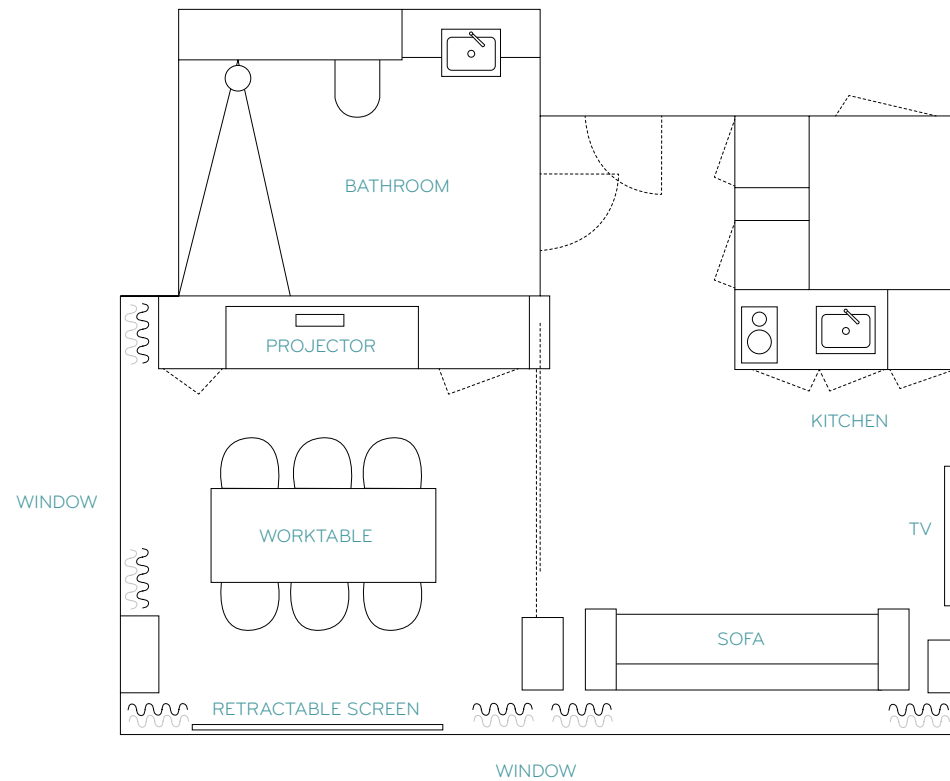 BATHROOM
PROJECTOR
KITCHEN
WINDOW
WORKTABLE
TV
SOFA
RETRACTABLE SCREEN
WINDOW